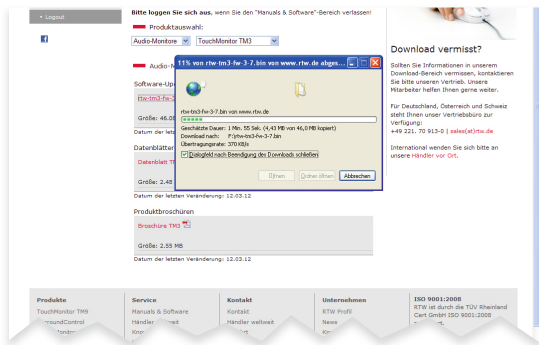 • Logout
Bitte loggen Sie sich aus, wenn Sie den "Manuals & Software"-Bereich verlassen!
Produktauswahl:
Audio-Monitore
TouchMonitor TM3
Audio-M
Software-Up
rtw-tm3-fw-3-7
Größe: 46.0
Datum der letz
Datenblätter
Datenblatt T
Größe: 2.48
Datum der letzten Veränderung: 12.03.12
Produktbroschüren
Broschüre TM3
Größe: 2.55 MB
Datum der letzten Veränderung: 12.03.12
11% von rtw-tm3-fw-3-7.bin von www.rtw.de abges...
rtw-tm3-fw-3-7.bin von www.rtw.de
Geschätzte Dauer: 1 Min. 55 Sek. (4,43 MB von 46,0 MB kopiert)
Download nach: F:\rtw-tm3-fw-3-7.bin
Übertragungsrate: 370 KB/s
Dialogfeld nach Beendigung des Downloads schließen
Öffnen
Ordner öffnen
Abbrechen
Download vermisst?
Sollten Sie Informationen in unserem
Download-Bereich vermissen, kontaktieren
Sie bitte unseren Vertrieb. Unsere
Mitarbeiter helfen Ihnen gerne weiter.
Für Deutschland, Österreich und Schweiz
steht Ihnen unser Vertriebsbüro zur
Verfügung:
+49 221. 70 913-0 | sales(at)rtw.de
International wenden Sie sich bitte an
unsere Händler vor Ort.
Produkte
TouchMonitor TM9
SurroundControl
Service
Manuals & Software
Händler
Kontakt
Kontakt
Händler weltweit
Unternehmen
RTW Profil
News
ISO 9001:2008
RTW ist durch die TÜV Rheinland
Cert GmbH ISO 9001:2008